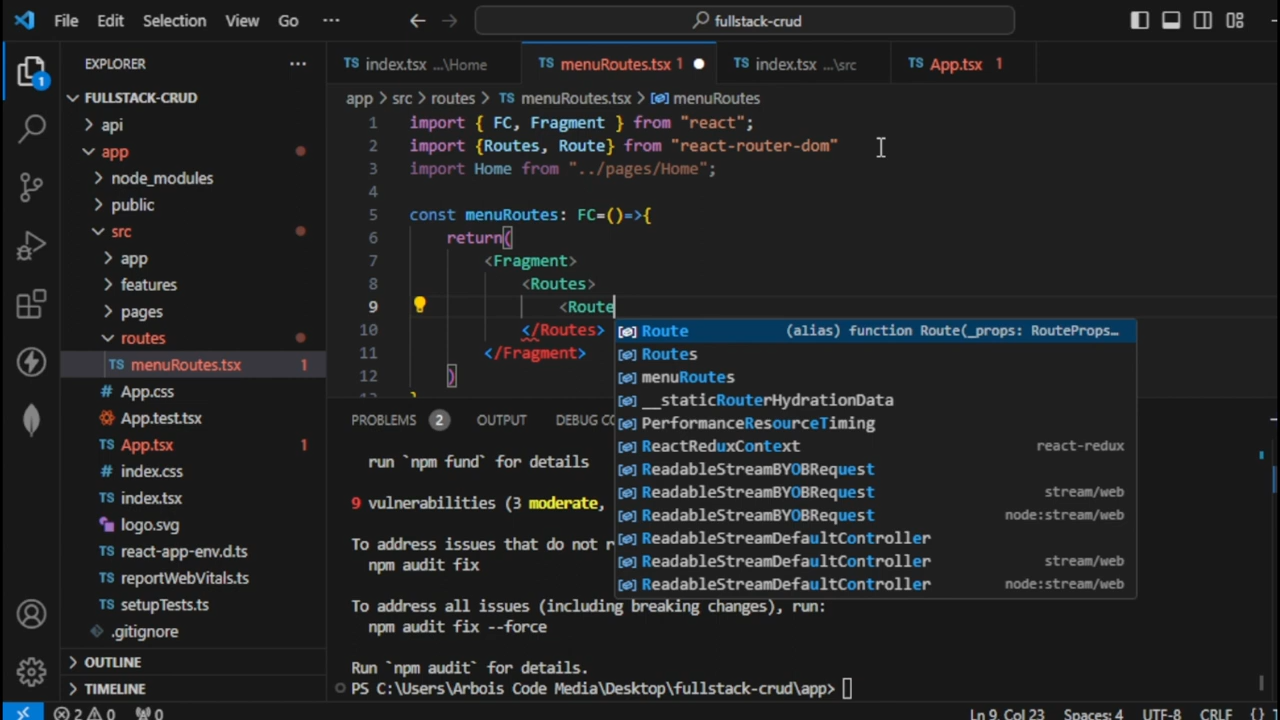 File Edit Selection View Go ··· fullstack-crud
EXPLORER ···
FULLSTACK-CRUD
api
app
node_modules
public
src
app
features
pages
routes
TS menuRoutes.tsx 1
# App.css
App.test.tsx
TS App.tsx 1
# index.css
TS index.tsx
logo.svg
TS react-app-env.d.ts
TS reportWebVitals.ts
TS setupTests.ts
.gitignore
OUTLINE
TIMELINE
1
TS index.tsx ...\Home TS menuRoutes.tsx 1 TS index.tsx ...\src TS App.tsx 1
app > src > routes > TS menuRoutes.tsx > menuRoutes
1 import { FC, Fragment } from "react";
2 import {Routes, Route} from "react-router-dom"
3 import Home from "../pages/Home";
4
5 const menuRoutes: FC=()=>{
6 return(
7 <Fragment>
8 <Routes>
9 <Route
10 </Routes>
11 </Fragment>
12 )
Route (alias) function Route(_props: RouteProps…
Routes
menuRoutes
__staticRouterHydrationData
PerformanceResourceTiming
ReactReduxContext react-redux
ReadableStreamBYOBRequest
ReadableStreamBYOBRequest stream/web
ReadableStreamBYOBRequest node:stream/web
ReadableStreamDefaultController
ReadableStreamDefaultController stream/web
ReadableStreamDefaultController node:stream/web
PROBLEMS 2 OUTPUT DEBUG CO
run `npm fund` for details
9 vulnerabilities (3 moderate,
To address issues that do not r
npm audit fix
To address all issues (including breaking changes), run:
npm audit fix --force
Run `npm audit` for details.
PS C:\Users\Arbois Code Media\Desktop\fullstack-crud\app>
2 0 0 Ln 9, Col 23 Spaces: 4 UTF-8 CRLF {}